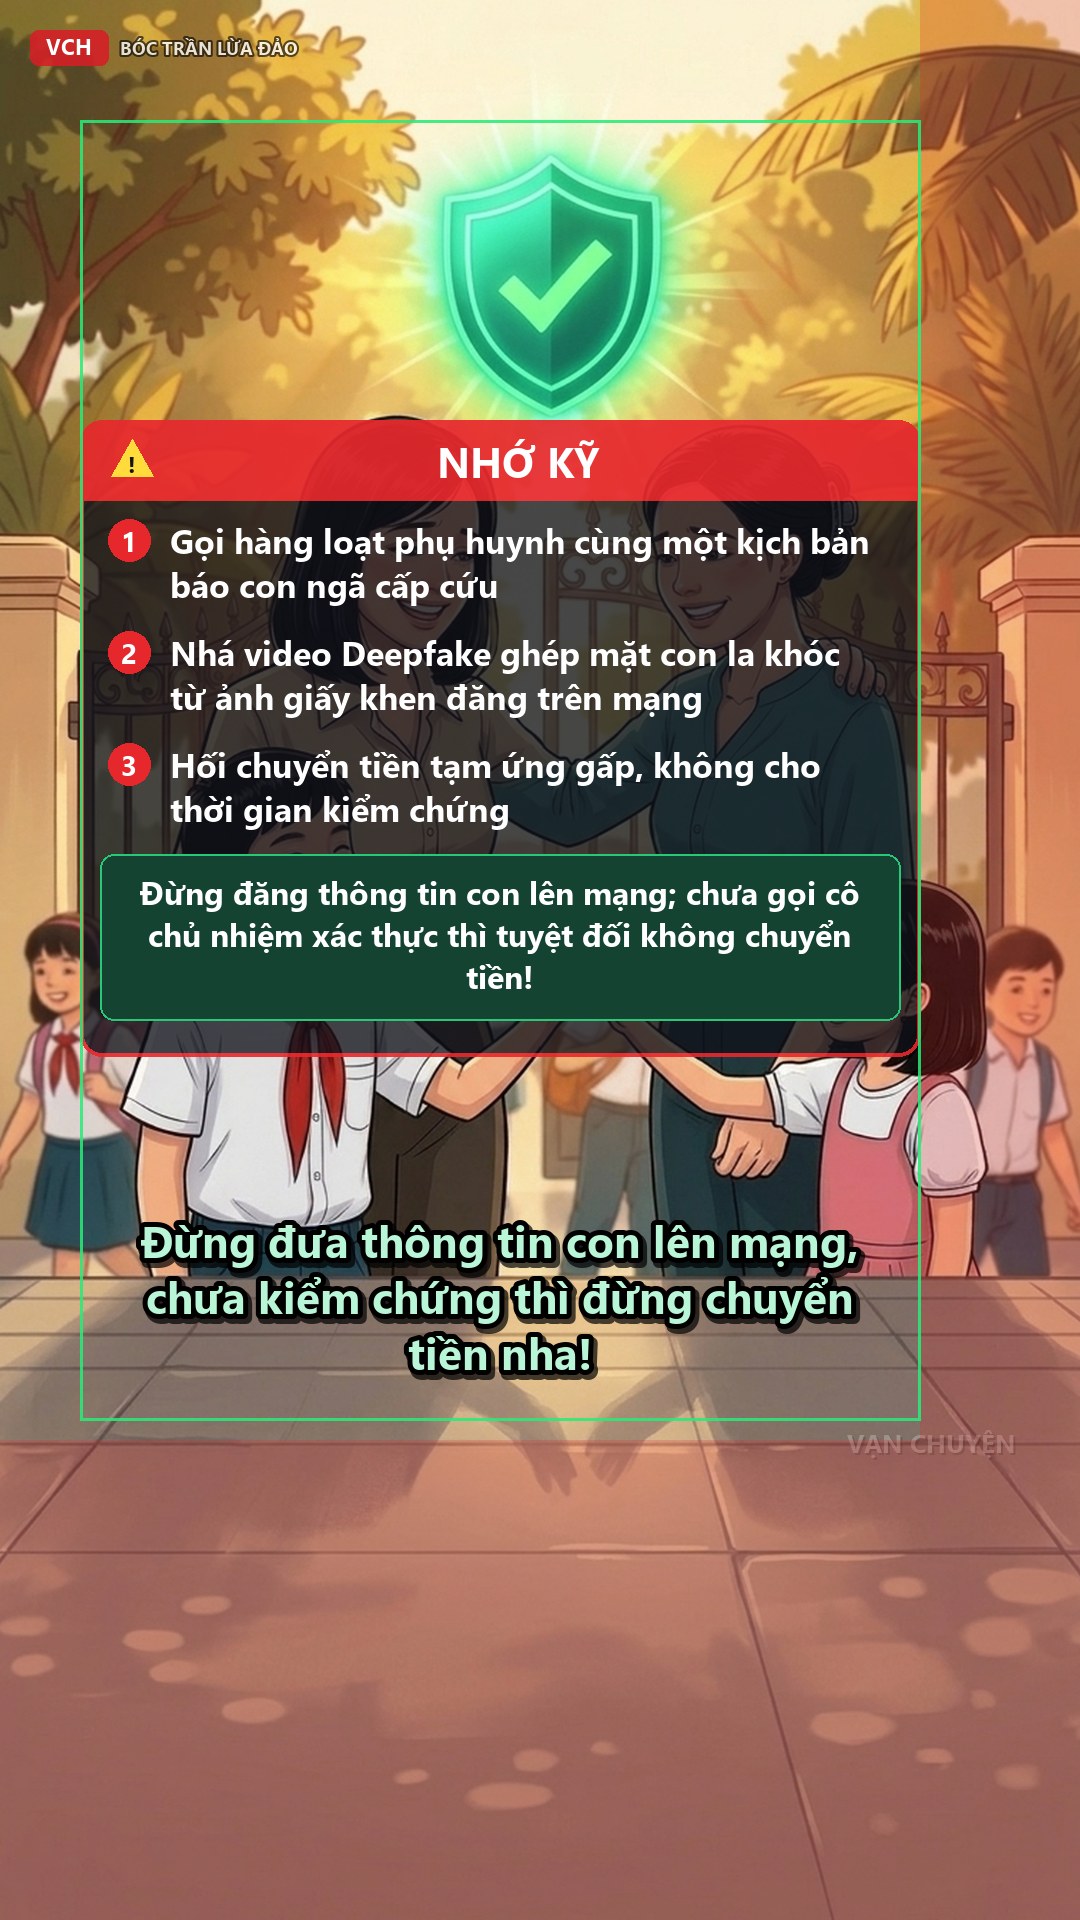 VCH BÓC TRẦN LỪA ĐẢO
! NHỚ KỸ
1 Gọi hàng loạt phụ huynh cùng một kịch bản
báo con ngã cấp cứu
2 Nhá video Deepfake ghép mặt con la khóc
từ ảnh giấy khen đăng trên mạng
3 Hối chuyển tiền tạm ứng gấp, không cho
thời gian kiểm chứng
Đừng đăng thông tin con lên mạng; chưa gọi cô
chủ nhiệm xác thực thì tuyệt đối không chuyển
tiền!
Đừng đưa thông tin con lên mạng,
chưa kiểm chứng thì đừng chuyển
tiền nha!
VẠN CHUYỆN